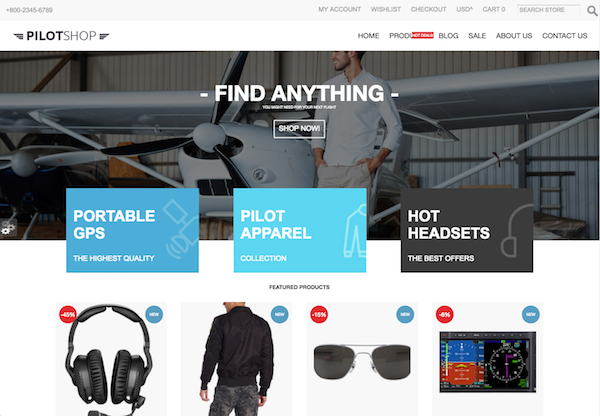 +800-2345-6789
MY ACCOUNT WISHLIST CHECKOUT USD^ CART 0 SEARCH STORE
PILOTSHOP
HOME PRODU HOT DEALS BLOG SALE ABOUT US CONTACT US
- FIND ANYTHING -
YOU MIGHT NEED FOR YOUR NEXT FLIGHT
SHOP NOW!
PORTABLE
GPS
THE HIGHEST QUALITY
PILOT
APPAREL
COLLECTION
HOT
HEADSETS
THE BEST OFFERS
FEATURED PRODUCTS
-45% NEW NEW -15% NEW -6% NEW